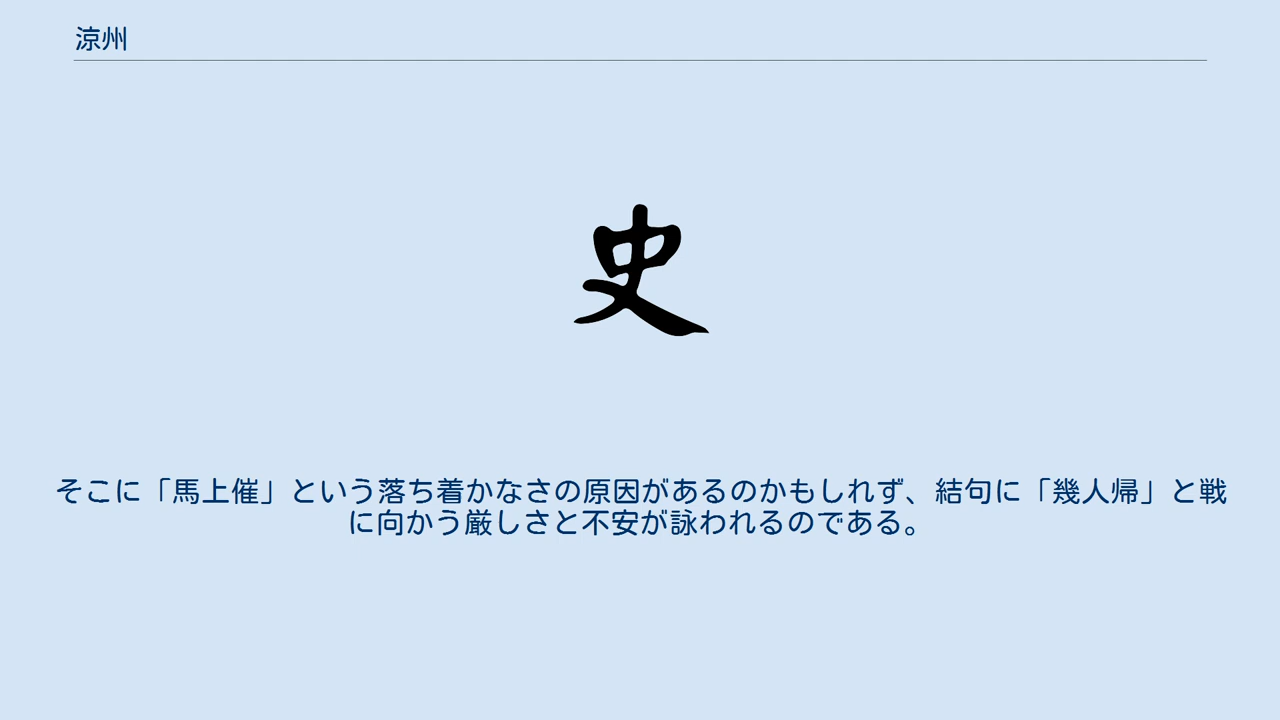 涼州
史
そこに「馬上催」という落ち着かなさの原因があるのかもしれず、結句に「幾人帰」と戦
に向かう厳しさと不安が詠われるのである。